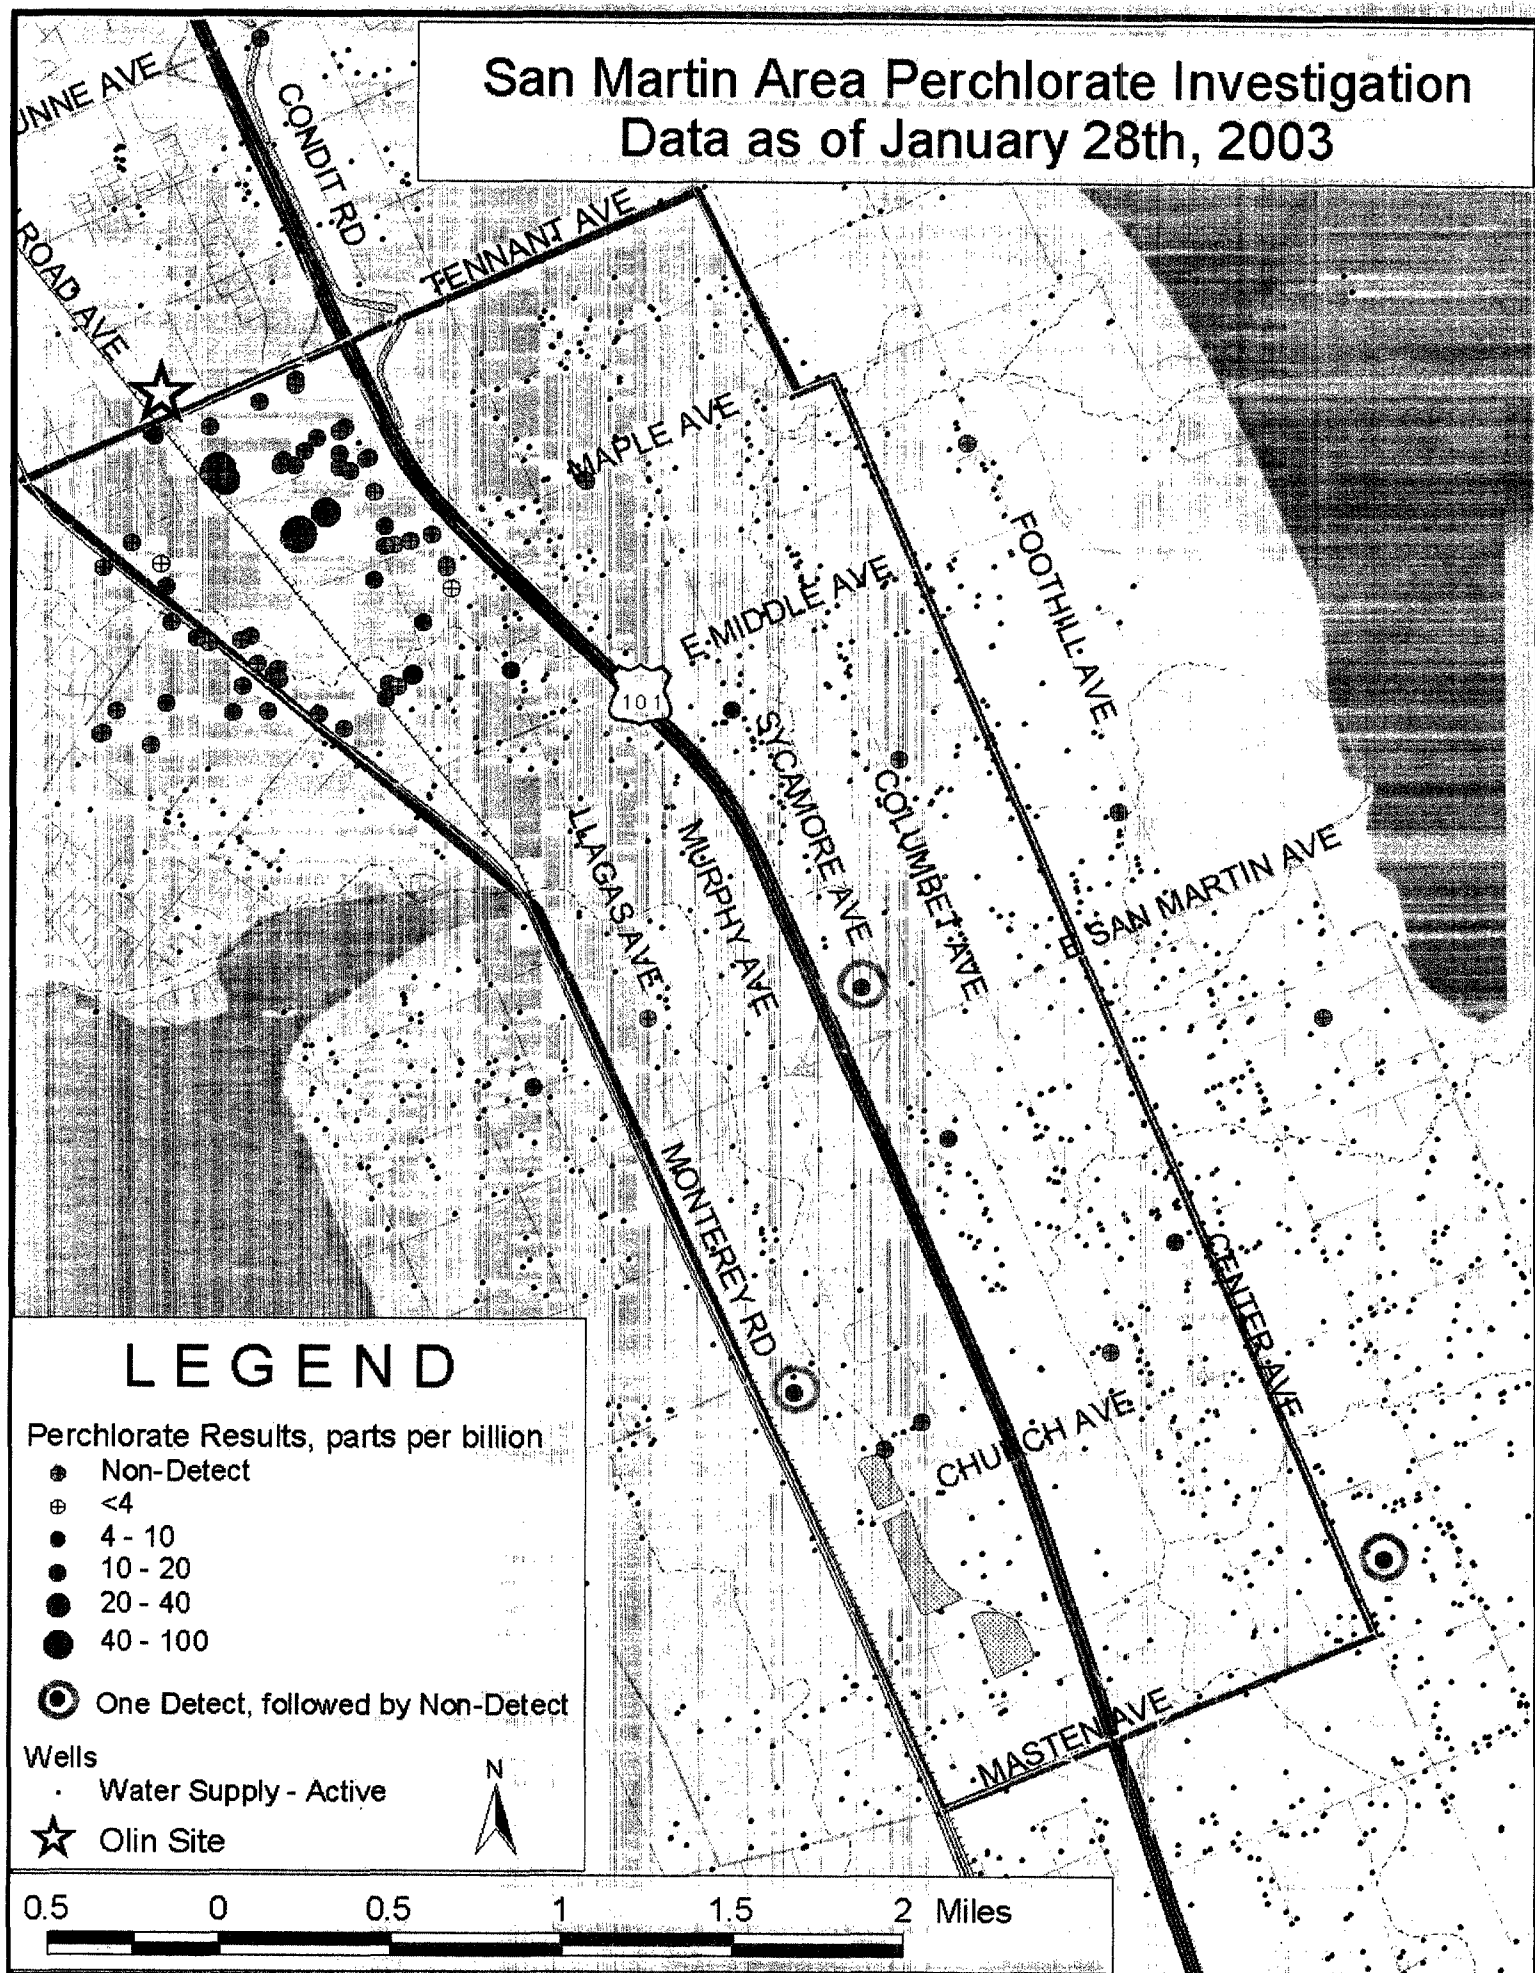 San Martin Area Perchlorate Investigation
Data as of January 28th, 2003
UNNE AVE
CONDIT RD
ROAD AVE
TENNANT AVE
MAPLE AVE
FOOTHILL AVE
E MIDDLE AVE
101
SYCAMORE AVE
COLUMBET AVE
LLAGAS AVE
MURPHY AVE
E SAN MARTIN AVE
MONTEREY RD
CENTER AVE
CHURCH AVE
MASTEN AVE
LEGEND
Perchlorate Results, parts per billion
Non-Detect
<4
4 - 10
10 - 20
20 - 40
40 - 100
One Detect, followed by Non-Detect
Wells
Water Supply - Active
N
Olin Site
0.5 0 0.5 1 1.5 2 Miles